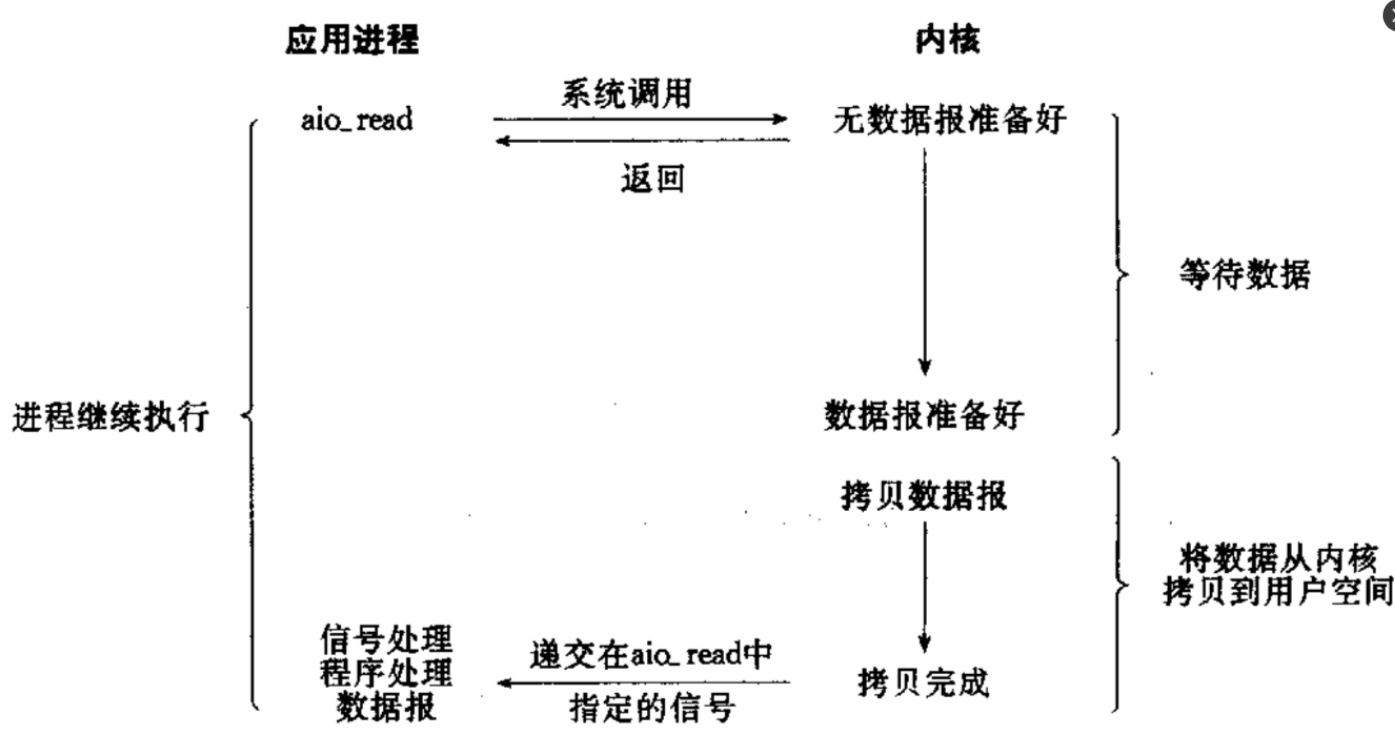 应用进程
内核
aio_read
系统调用
无数据报准备好
返回
等待数据
进程继续执行
数据报准备好
拷贝数据报
将数据从内核
拷贝到用户空间
信号处理
程序处理
数据报
递交在aio_read中
指定的信号
拷贝完成